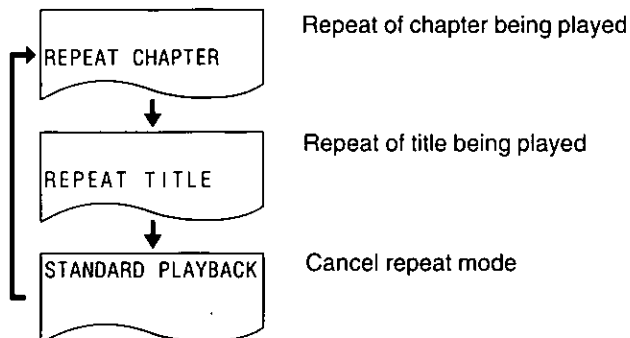 Repeat of chapter being played
REPEAT CHAPTER
Repeat of title being played
REPEAT TITLE
STANDARD PLAYBACK
Cancel repeat mode